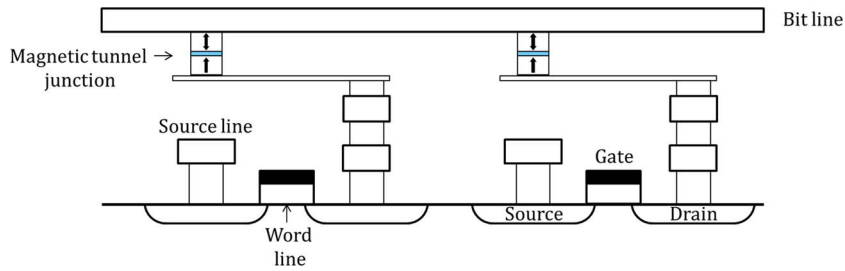 Bit line
Magnetic tunnel
junction
Source line
Gate
Source
Drain
Word
line